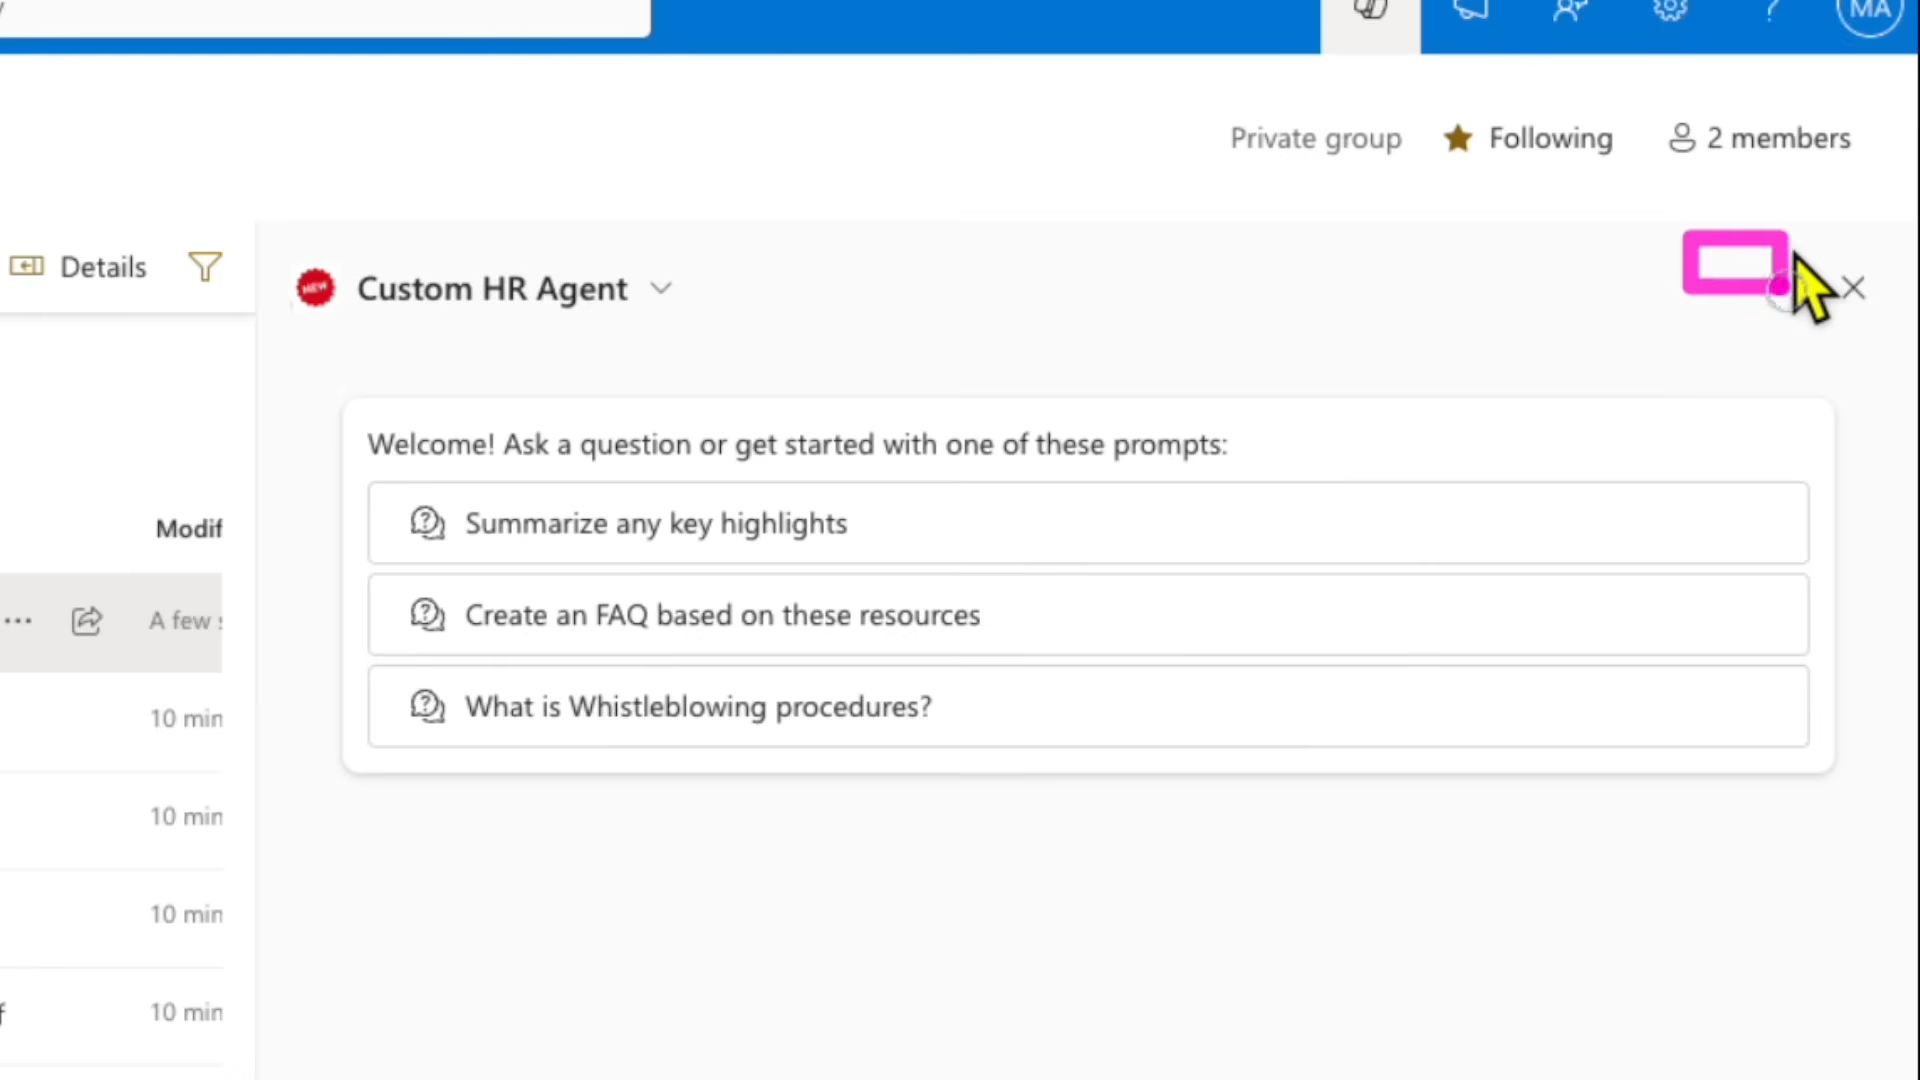 MA
Private group
Following
2 members
Details
NEW
Custom HR Agent
Welcome! Ask a question or get started with one of these prompts:
Summarize any key highlights
Create an FAQ based on these resources
What is Whistleblowing procedures?
Modif
A few
10 min
10 min
10 min
10 min